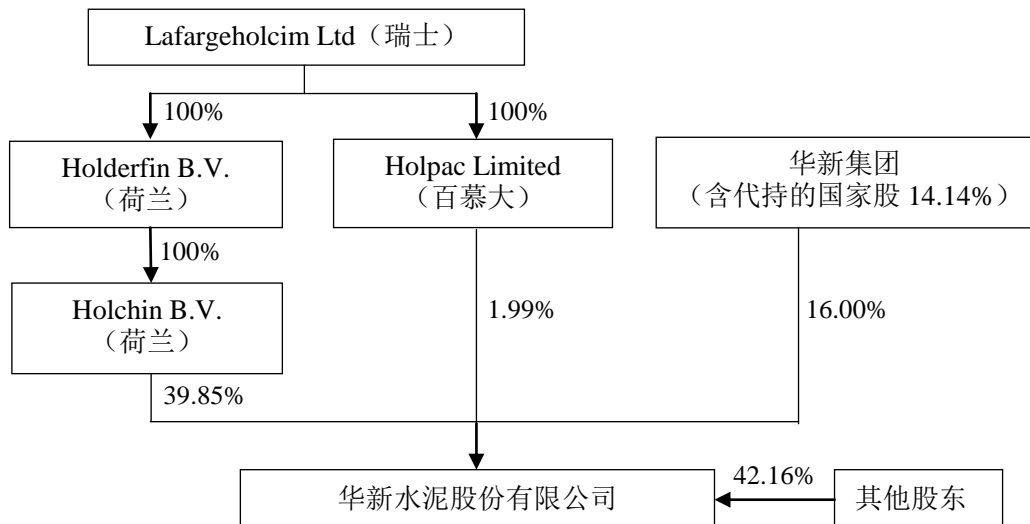 Lafargeholcim Ltd（瑞士）
100%
100%
Holderfin B.V.
（荷兰）
Holpac Limited
（百慕大）
华新集团
（含代持的国家股 14.14%）
100%
Holchin B.V.
（荷兰）
1.99%
16.00%
39.85%
华新水泥股份有限公司
42.16%
其他股东